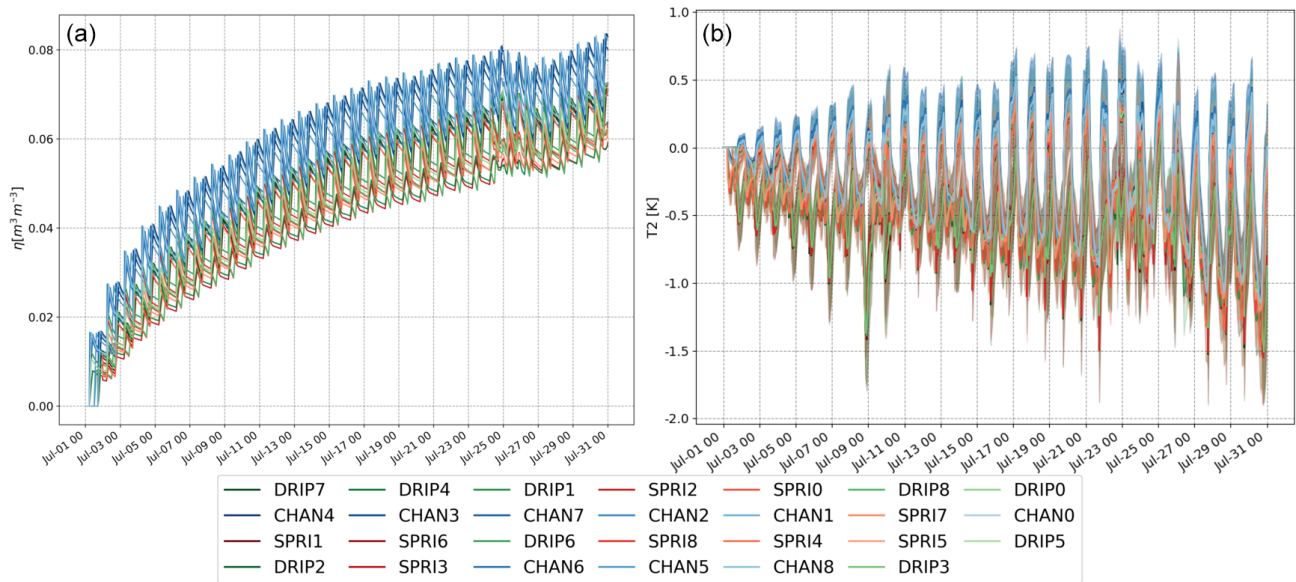 (a)
(b)
η[m³ m⁻³]
0.08
0.06
0.04
0.02
0.00
Jul-01 00
Jul-03 00
Jul-05 00
Jul-07 00
Jul-09 00
Jul-11 00
Jul-13 00
Jul-15 00
Jul-17 00
Jul-19 00
Jul-21 00
Jul-23 00
Jul-25 00
Jul-27 00
Jul-29 00
Jul-31 00
T2 [K]
1.0
0.5
0.0
-0.5
-1.0
-1.5
-2.0
Jul-01 00
Jul-03 00
Jul-05 00
Jul-07 00
Jul-09 00
Jul-11 00
Jul-13 00
Jul-15 00
Jul-17 00
Jul-19 00
Jul-21 00
Jul-23 00
Jul-25 00
Jul-27 00
Jul-29 00
Jul-31 00
DRIP7 DRIP4 DRIP1 SPRI2 SPRI0 DRIP8 DRIP0
CHAN4 CHAN3 CHAN7 CHAN2 CHAN1 SPRI7 CHAN0
SPRI1 SPRI6 DRIP6 SPRI8 SPRI4 SPRI5 DRIP5
DRIP2 SPRI3 CHAN6 CHAN5 CHAN8 DRIP3